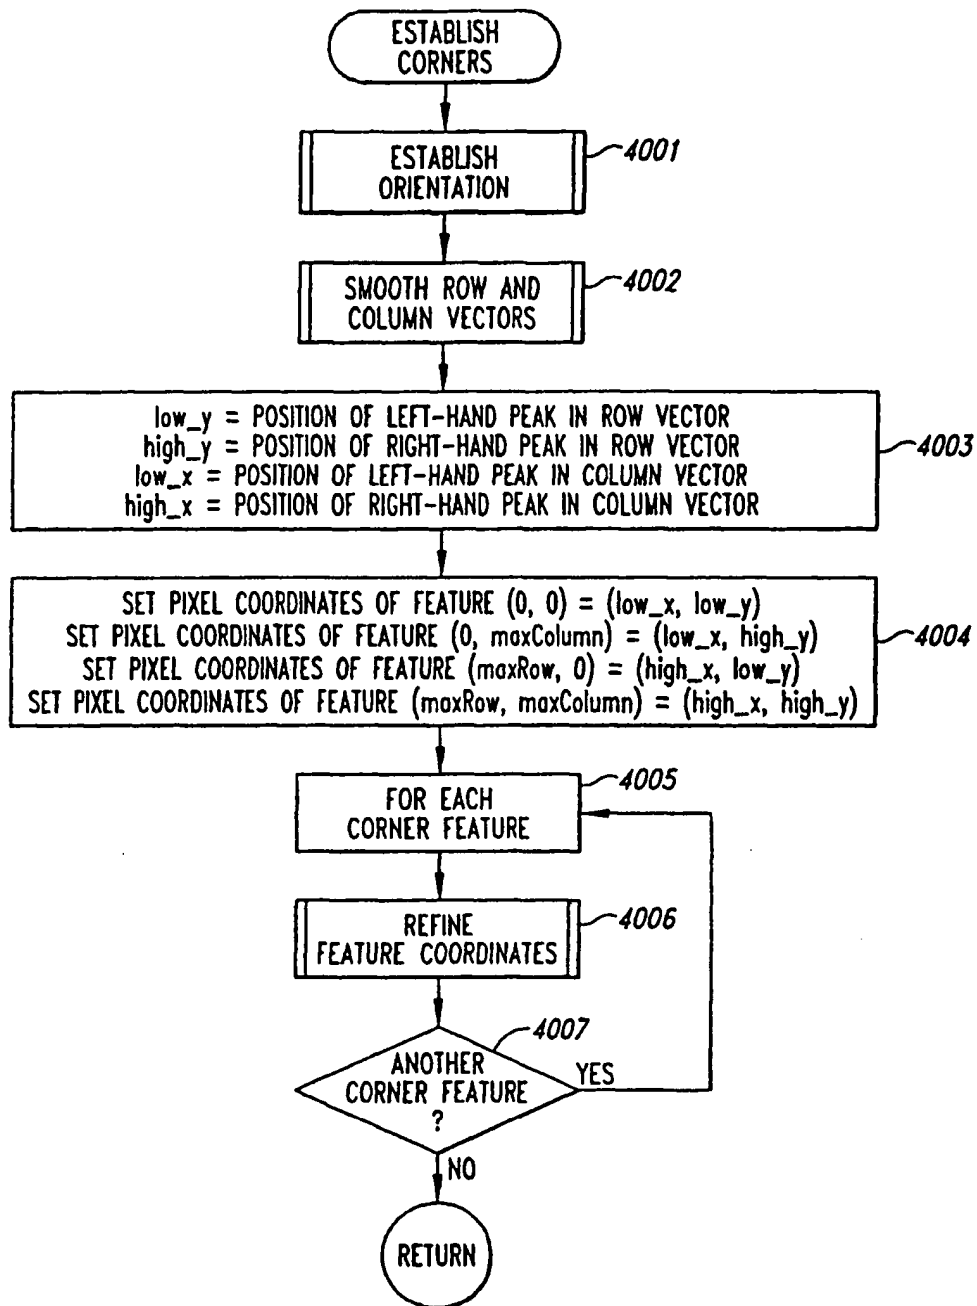 ESTABLISH
CORNERS
ESTABLISH
ORIENTATION
4001
SMOOTH ROW AND
COLUMN VECTORS
4002
low_y = POSITION OF LEFT-HAND PEAK IN ROW VECTOR
high_y = POSITION OF RIGHT-HAND PEAK IN ROW VECTOR
low_x = POSITION OF LEFT-HAND PEAK IN COLUMN VECTOR
high_x = POSITION OF RIGHT-HAND PEAK IN COLUMN VECTOR
4003
SET PIXEL COORDINATES OF FEATURE (0, 0) = (low_x, low_y)
SET PIXEL COORDINATES OF FEATURE (0, maxColumn) = (low_x, high_y)
SET PIXEL COORDINATES OF FEATURE (maxRow, 0) = (high_x, low_y)
SET PIXEL COORDINATES OF FEATURE (maxRow, maxColumn) = (high_x, high_y)
4004
4005
FOR EACH
CORNER FEATURE
REFINE
FEATURE COORDINATES
4006
4007
ANOTHER
CORNER FEATURE
?
YES
NO
RETURN